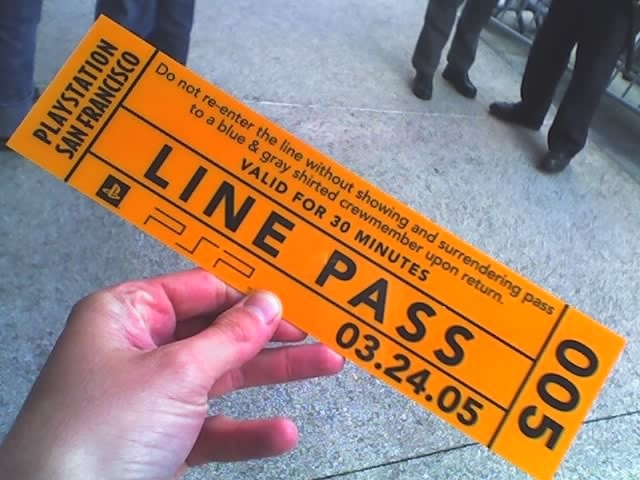 PLAYSTATION
SAN FRANCISCO
Do not re-enter the line without showing and surrendering pass
to a blue & gray shirted crewmember upon return.
VALID FOR 30 MINUTES
LINE PASS
PSP
03.24.05
005